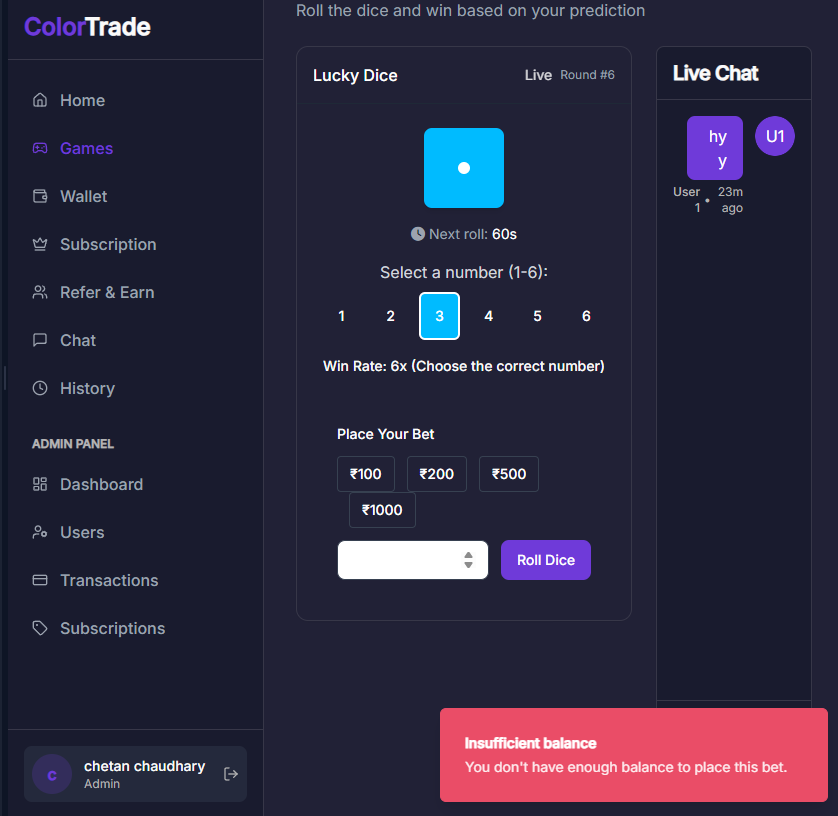 ColorTrade
Home
Games
Wallet
Subscription
Refer & Earn
Chat
History
ADMIN PANEL
Dashboard
Users
Transactions
Subscriptions
c
chetan chaudhary
Admin
Roll the dice and win based on your prediction
Lucky Dice
Live Round #6
Next roll: 60s
Select a number (1-6):
1 2 3 4 5 6
Win Rate: 6x (Choose the correct number)
Place Your Bet
₹100 ₹200 ₹500
₹1000
Roll Dice
Live Chat
hy
y
U1
User 23m
1 • ago
Insufficient balance
You don't have enough balance to place this bet.